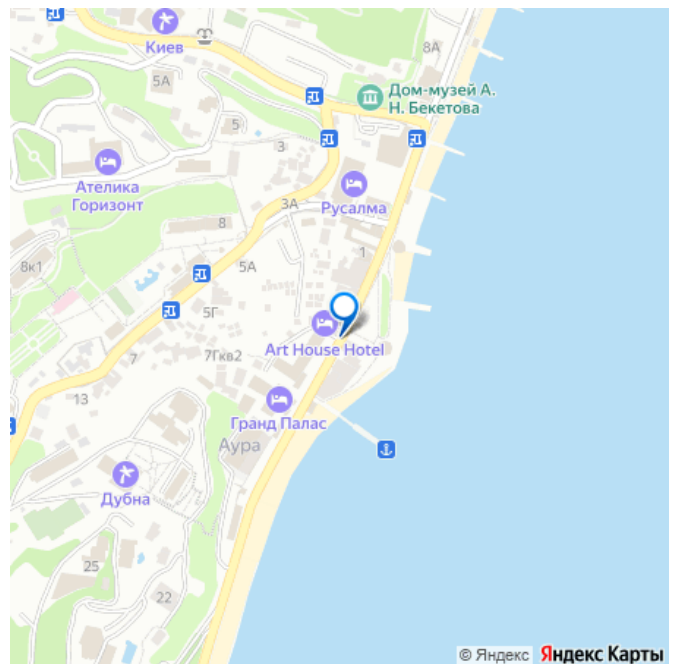 8А
Киев
5А
Дом-музей А.
Н. Бекетова
5
3
Ателика
Горизонт
Русалма
3А
8
1
8к1
5А
5Г
Art House Hotel
7Гкв2
7
13
Гранд Палас
Аура
Дубна
25
22
© Яндекс Яндекс Карты